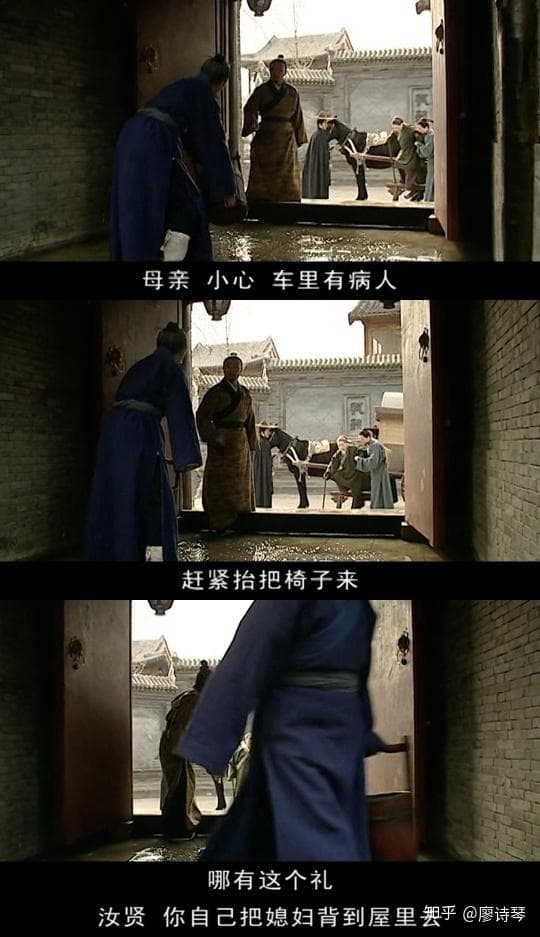 母亲 小心 车里有病人
赶紧抬把椅子来
哪有这个礼
汝贤 你自己把媳妇背到屋里去
知乎 @廖诗琴